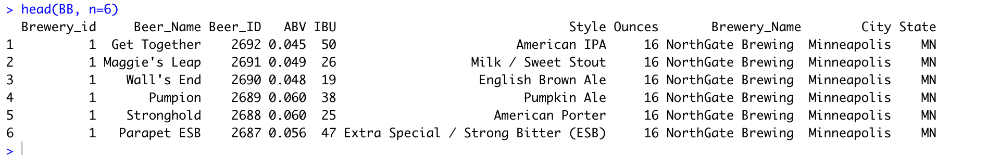 > head(BB, n=6)
  Brewery_id     Beer_Name Beer_ID   ABV IBU                               Style Ounces       Brewery_Name        City State
1          1  Get Together    2692 0.045  50                        American IPA     16 NorthGate Brewing  Minneapolis    MN
2          1 Maggie's Leap    2691 0.049  26                  Milk / Sweet Stout     16 NorthGate Brewing  Minneapolis    MN
3          1    Wall's End    2690 0.048  19                   English Brown Ale     16 NorthGate Brewing  Minneapolis    MN
4          1       Pumpion    2689 0.060  38                         Pumpkin Ale     16 NorthGate Brewing  Minneapolis    MN
5          1    Stronghold    2688 0.060  25                     American Porter     16 NorthGate Brewing  Minneapolis    MN
6          1   Parapet ESB    2687 0.056  47 Extra Special / Strong Bitter (ESB)     16 NorthGate Brewing  Minneapolis    MN
>